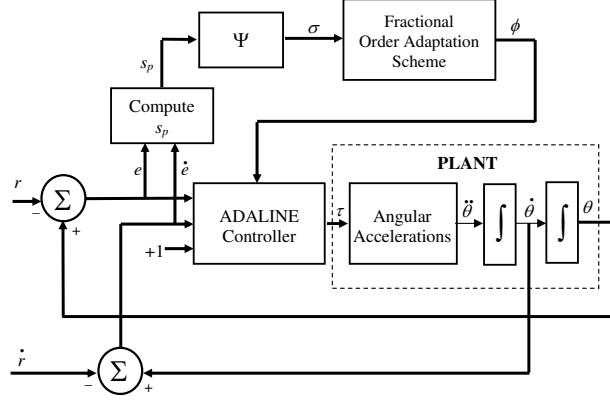 Fractional
Order Adaptation
Scheme
Ψ
σ
ϕ
s_p
Compute
s_p
PLANT
e
ė
r
Σ
−
+
ADALINE
Controller
τ
Angular
Accelerations
θ̈
∫
θ̇
∫
θ
+1
ṙ
Σ
−
+